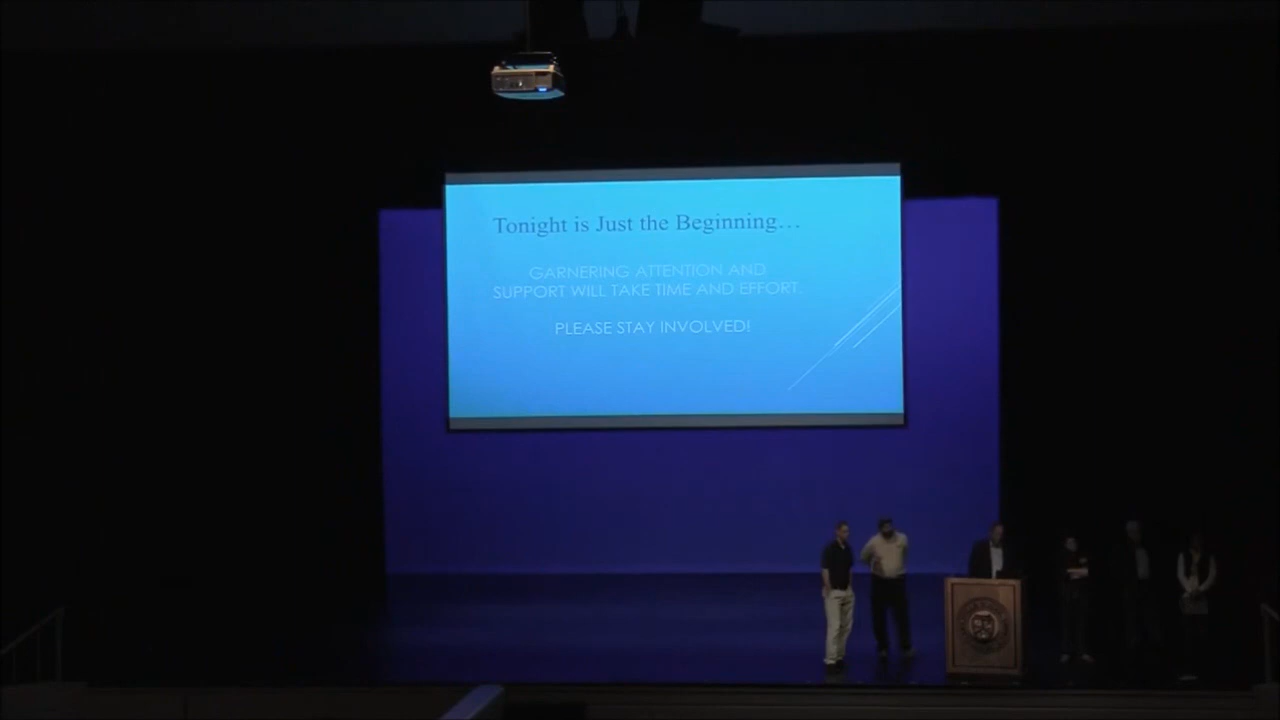 Tonight is Just the Beginning...
GARNERING ATTENTION AND
SUPPORT WILL TAKE TIME AND EFFORT.
PLEASE STAY INVOLVED!